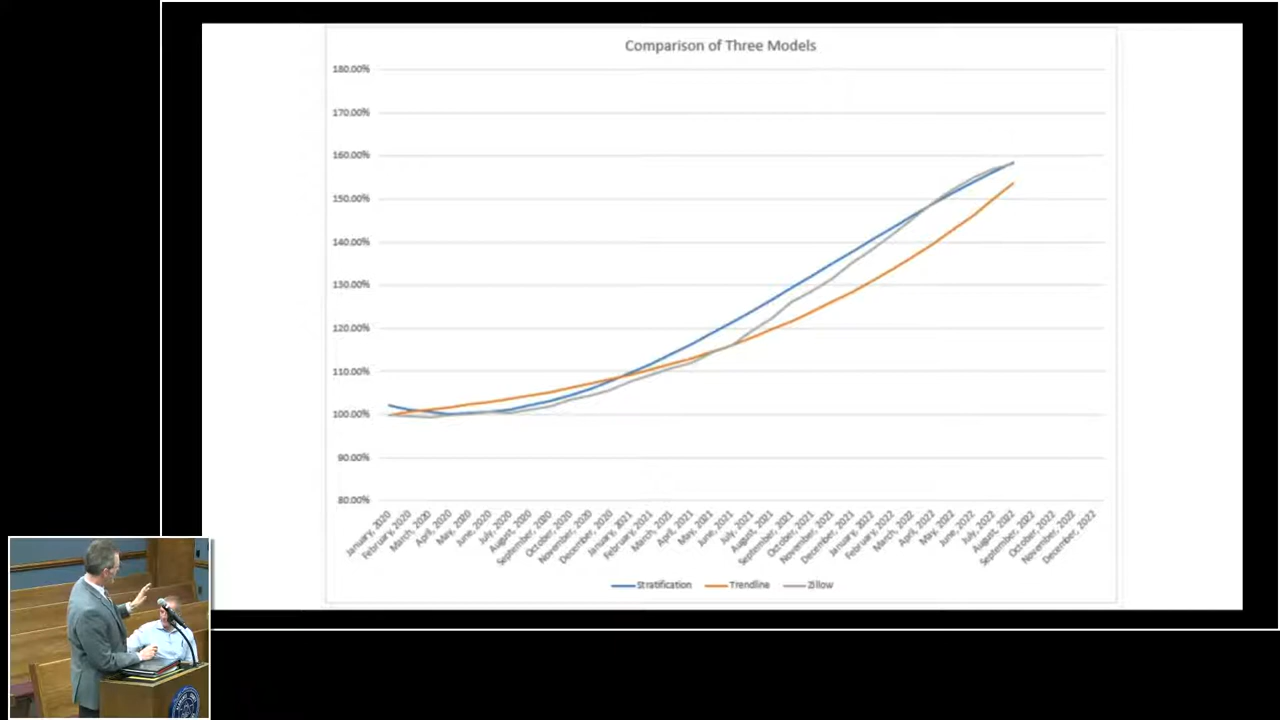 Comparison of Three Models
180.00%
170.00%
160.00%
150.00%
140.00%
130.00%
120.00%
110.00%
100.00%
90.00%
80.00%
January, 2020
February, 2020
March, 2020
April, 2020
May, 2020
June, 2020
July, 2020
August, 2020
September, 2020
October, 2020
November, 2020
December, 2020
January, 2021
February, 2021
March, 2021
April, 2021
May, 2021
June, 2021
July, 2021
August, 2021
September, 2021
October, 2021
November, 2021
December, 2021
January, 2022
February, 2022
March, 2022
April, 2022
May, 2022
June, 2022
July, 2022
August, 2022
September, 2022
October, 2022
November, 2022
December, 2022
Stratification Trendline Zillow